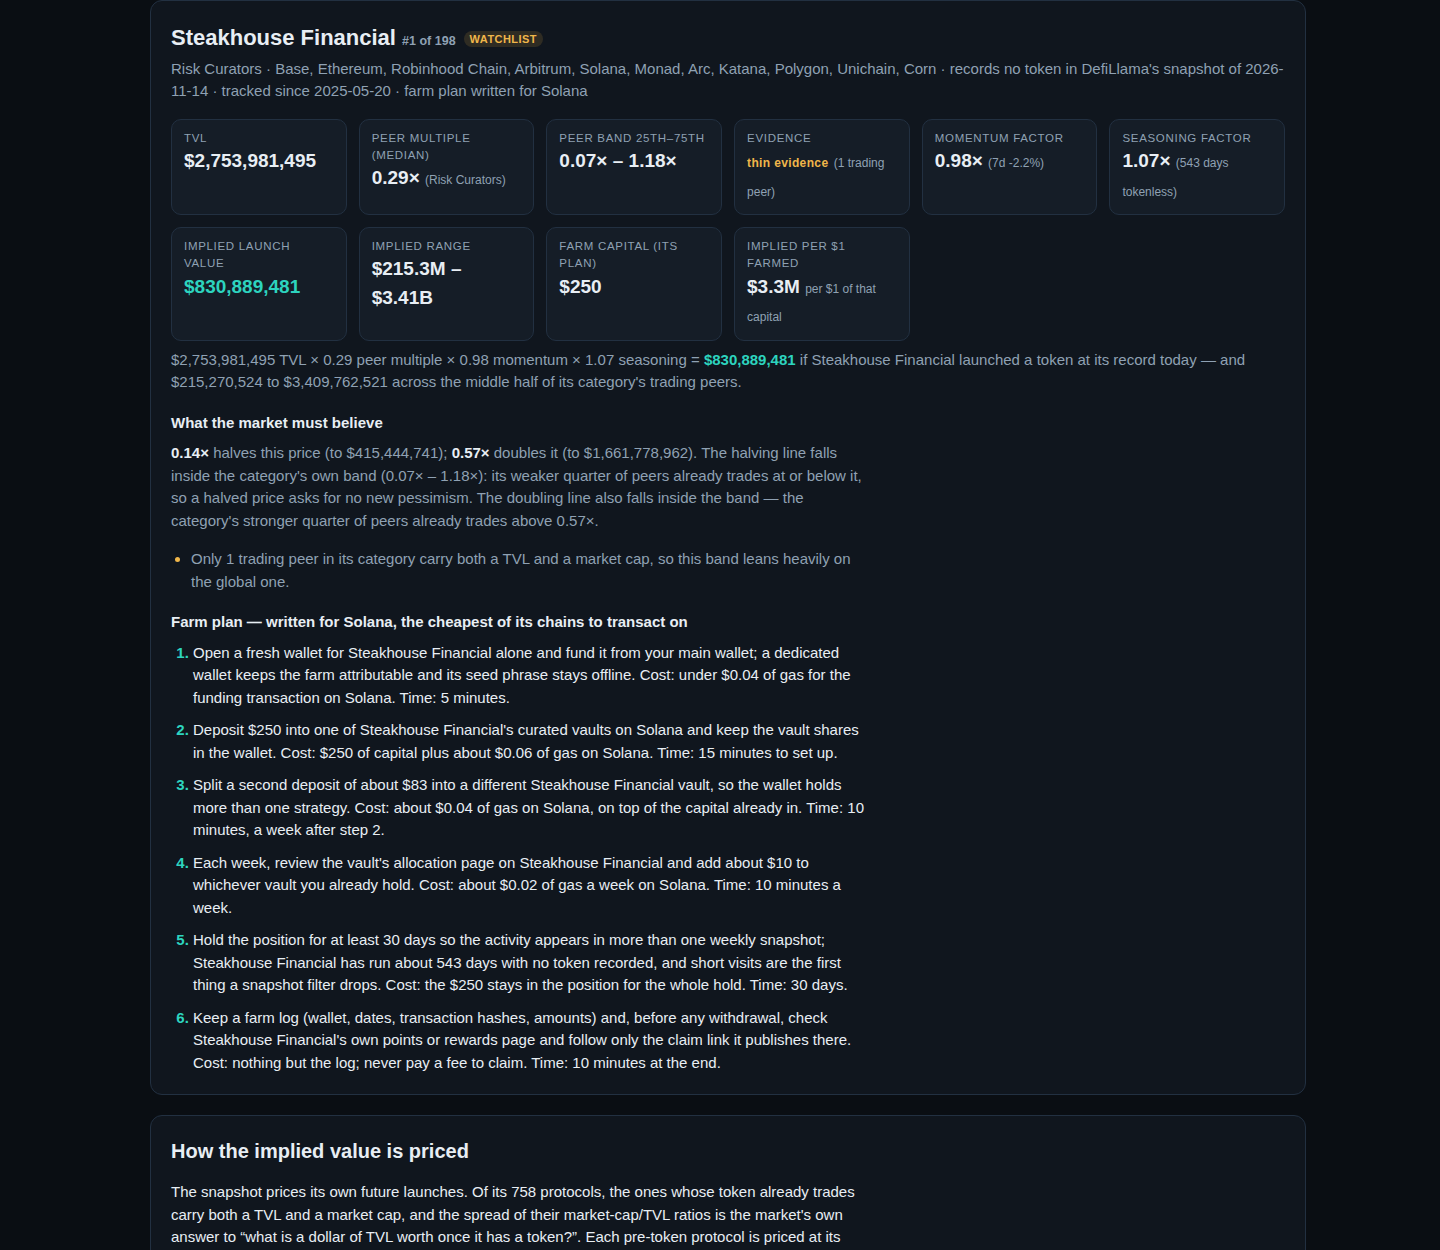 Steakhouse Financial #1 of 198 WATCHLIST
Risk Curators · Base, Ethereum, Robinhood Chain, Arbitrum, Solana, Monad, Arc, Katana, Polygon, Unichain, Corn · records no token in DefiLlama's snapshot of 2026-
11-14 · tracked since 2025-05-20 · farm plan written for Solana
TVL
$2,753,981,495
PEER MULTIPLE
(MEDIAN)
0.29× (Risk Curators)
PEER BAND 25TH–75TH
0.07× – 1.18×
EVIDENCE
thin evidence (1 trading
peer)
MOMENTUM FACTOR
0.98× (7d -2.2%)
SEASONING FACTOR
1.07× (543 days
tokenless)
IMPLIED LAUNCH
VALUE
$830,889,481
IMPLIED RANGE
$215.3M –
$3.41B
FARM CAPITAL (ITS
PLAN)
$250
IMPLIED PER $1
FARMED
$3.3M per $1 of that
capital
$2,753,981,495 TVL × 0.29 peer multiple × 0.98 momentum × 1.07 seasoning = $830,889,481 if Steakhouse Financial launched a token at its record today — and
$215,270,524 to $3,409,762,521 across the middle half of its category's trading peers.
What the market must believe
0.14× halves this price (to $415,444,741); 0.57× doubles it (to $1,661,778,962). The halving line falls
inside the category's own band (0.07× – 1.18×): its weaker quarter of peers already trades at or below it,
so a halved price asks for no new pessimism. The doubling line also falls inside the band — the
category's stronger quarter of peers already trades above 0.57×.
• Only 1 trading peer in its category carry both a TVL and a market cap, so this band leans heavily on
the global one.
Farm plan — written for Solana, the cheapest of its chains to transact on
1. Open a fresh wallet for Steakhouse Financial alone and fund it from your main wallet; a dedicated
wallet keeps the farm attributable and its seed phrase stays offline. Cost: under $0.04 of gas for the
funding transaction on Solana. Time: 5 minutes.
2. Deposit $250 into one of Steakhouse Financial's curated vaults on Solana and keep the vault shares
in the wallet. Cost: $250 of capital plus about $0.06 of gas on Solana. Time: 15 minutes to set up.
3. Split a second deposit of about $83 into a different Steakhouse Financial vault, so the wallet holds
more than one strategy. Cost: about $0.04 of gas on Solana, on top of the capital already in. Time: 10
minutes, a week after step 2.
4. Each week, review the vault's allocation page on Steakhouse Financial and add about $10 to
whichever vault you already hold. Cost: about $0.02 of gas a week on Solana. Time: 10 minutes a
week.
5. Hold the position for at least 30 days so the activity appears in more than one weekly snapshot;
Steakhouse Financial has run about 543 days with no token recorded, and short visits are the first
thing a snapshot filter drops. Cost: the $250 stays in the position for the whole hold. Time: 30 days.
6. Keep a farm log (wallet, dates, transaction hashes, amounts) and, before any withdrawal, check
Steakhouse Financial's own points or rewards page and follow only the claim link it publishes there.
Cost: nothing but the log; never pay a fee to claim. Time: 10 minutes at the end.
How the implied value is priced
The snapshot prices its own future launches. Of its 758 protocols, the ones whose token already trades
carry both a TVL and a market cap, and the spread of their market-cap/TVL ratios is the market's own
answer to “what is a dollar of TVL worth once it has a token?”. Each pre-token protocol is priced at its